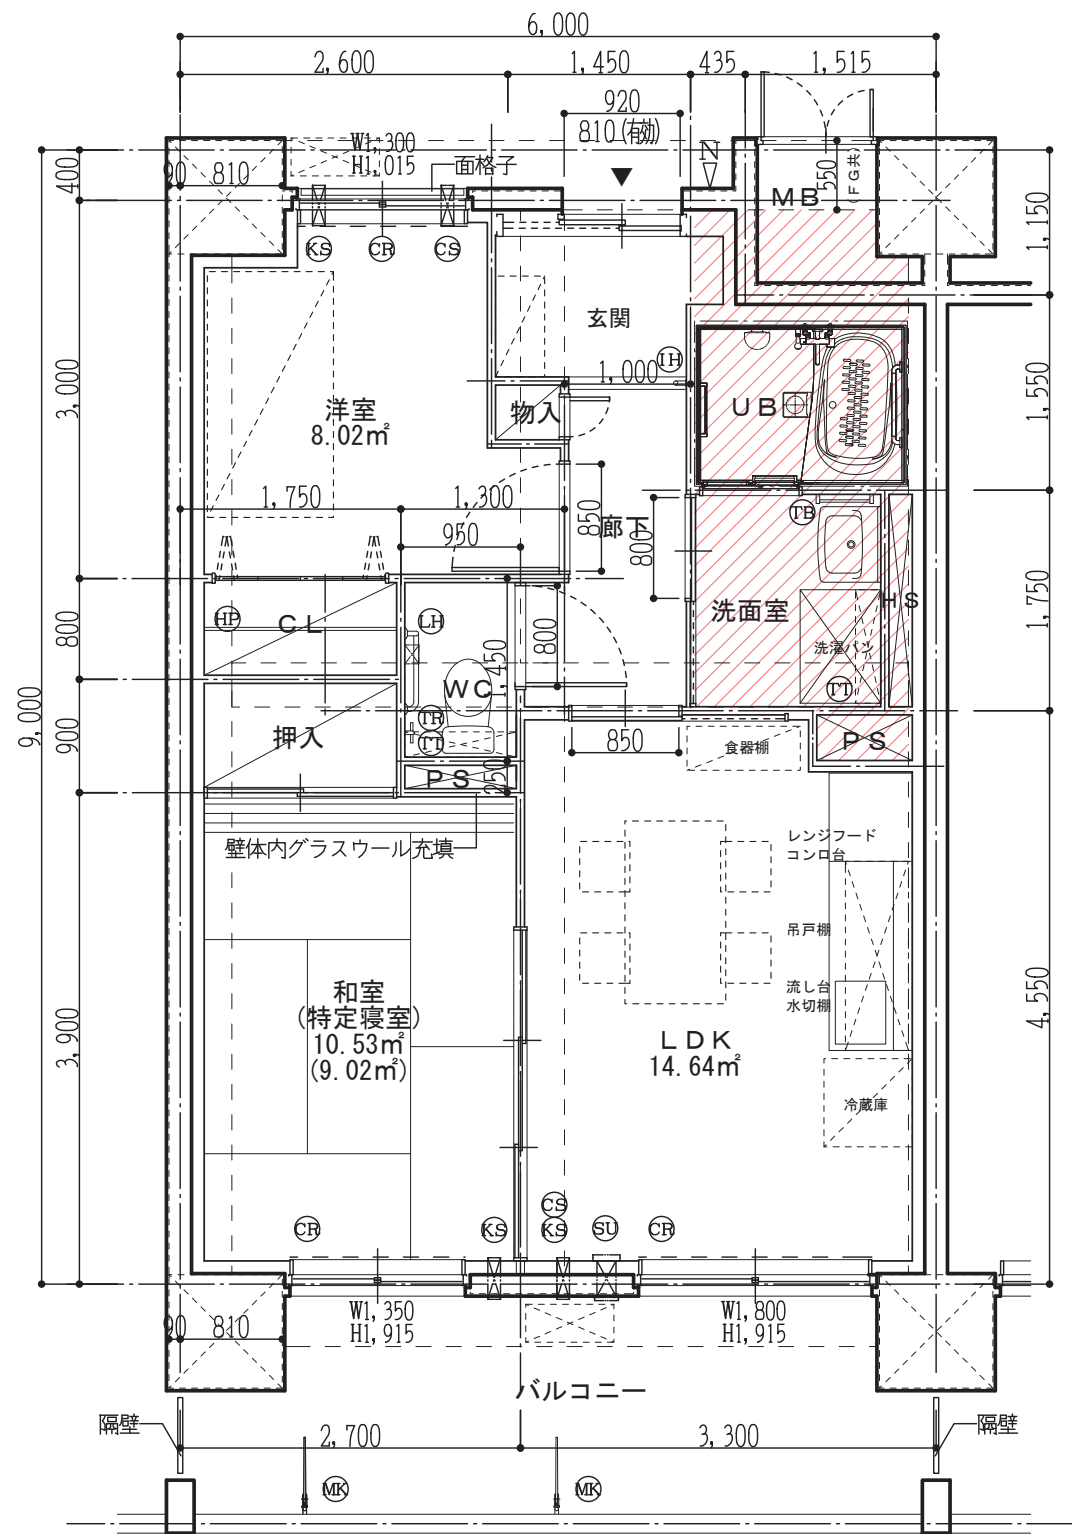 6,000
2,600
1,450
435
1,515
920
810(有効)
W1,300
H1,015
面格子
N
550
(FG共)
MB
400
90
810
1,150
KS
CR
CS
玄関
IH
1,000
3,000
1,550
物入
UB
洋室
8.02㎡
1,750
1,300
950
850
廊下
800
TB
洗面室
HS
1,750
洗濯パン
TT
800
HP
CL
LH
1,450
800
WC
9,000
900
押入
TR
TT
PS
250
850
食器棚
PS
壁体内グラスウール充填
レンジフード
コンロ台
吊戸棚
流し台
水切棚
4,550
3,900
和室
(特定寝室)
10.53㎡
(9.02㎡)
LDK
14.64㎡
冷蔵庫
CR
KS
CS
KS
SU
CR
90
810
W1,350
H1,915
W1,800
H1,915
バルコニー
隔壁
2,700
3,300
隔壁
MK
MK